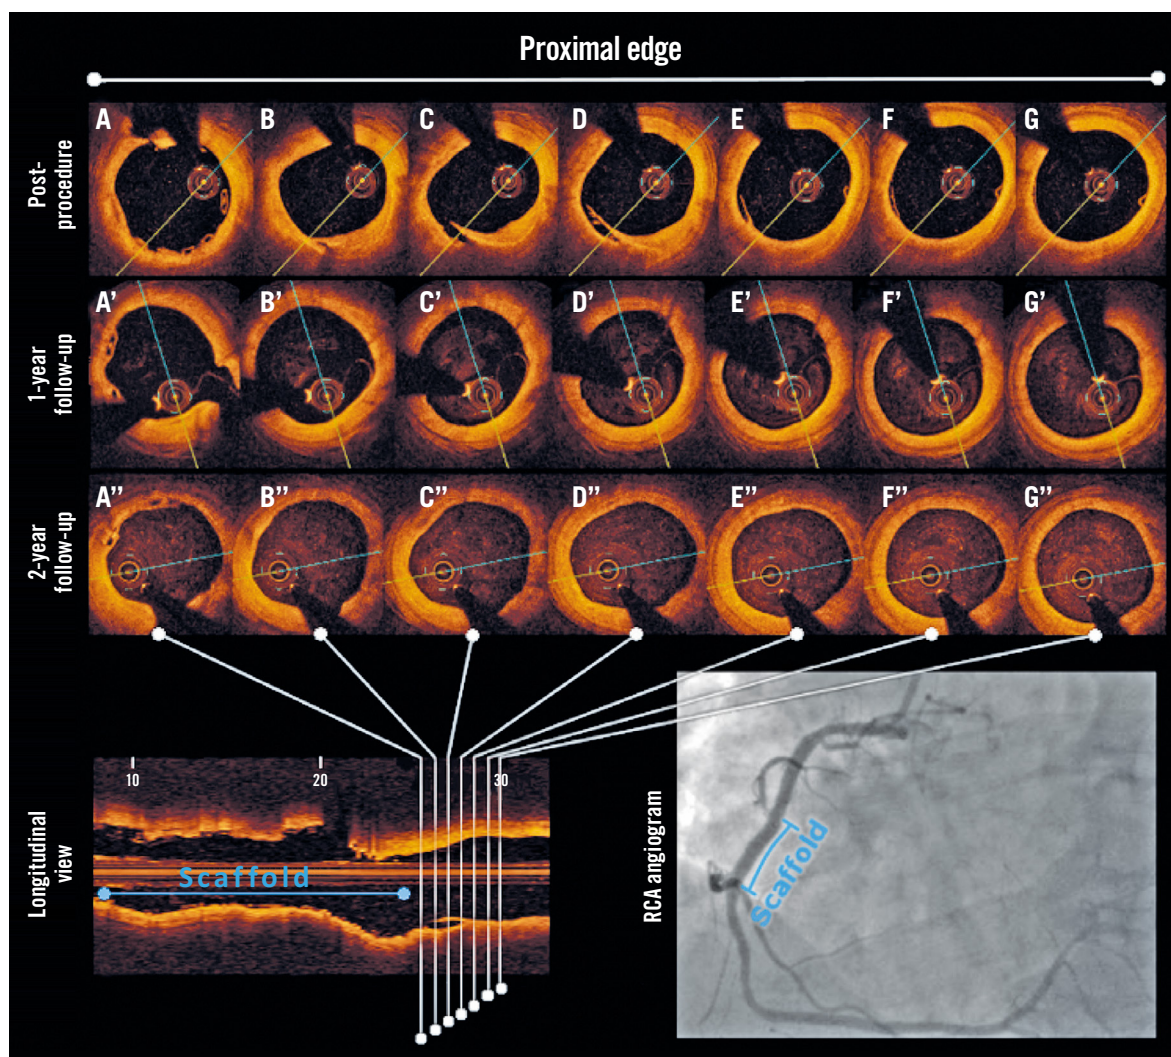 Proximal edge
Post-
procedure
A B C D E F G
1-year
follow-up
A' B' C' D' E' F' G'
2-year
follow-up
A" B" C" D" E" F" G"
Longitudinal
view
10 20 30
Scaffold
RCA angiogram
Scaffold